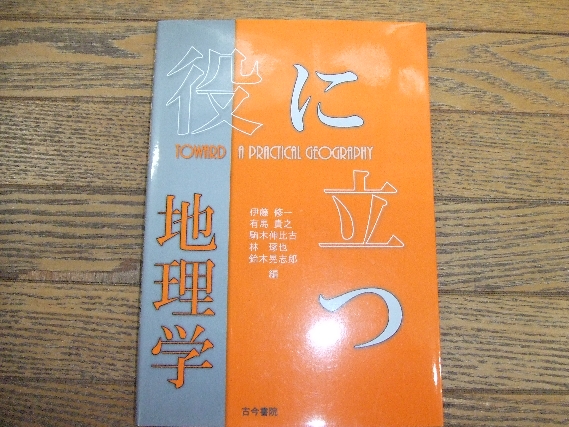 役に立つ
TOWARD A PRACTICAL GEOGRAPHY
地理学
伊藤 修一
有馬 貴之
駒木伸比古
林 琢也
鈴木晃志郎
編
古今書院